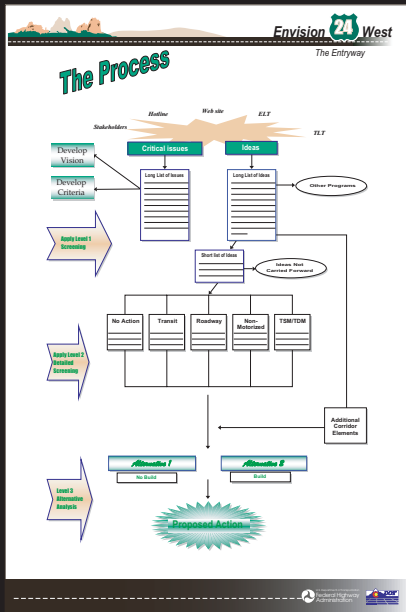 Envision 24 West
The Entryway
The Process
Hotline
Web site
ELT
Stakeholders
TLT
Critical issues
Ideas
Develop
Vision
Develop
Criteria
Long List of Issues
Long List of Ideas
Other Programs
Apply Level 1
Screening
Short list of Ideas
Ideas Not
Carried Forward
No Action
Transit
Roadway
Non-
Motorized
TSM/TDM
Apply Level 2
Detailed
Screening
Additional
Corridor
Elements
Alternative 1
Alternative 2
No Build
Build
Level 3
Alternative
Analysis
Proposed Action
Federal Highway
Administration